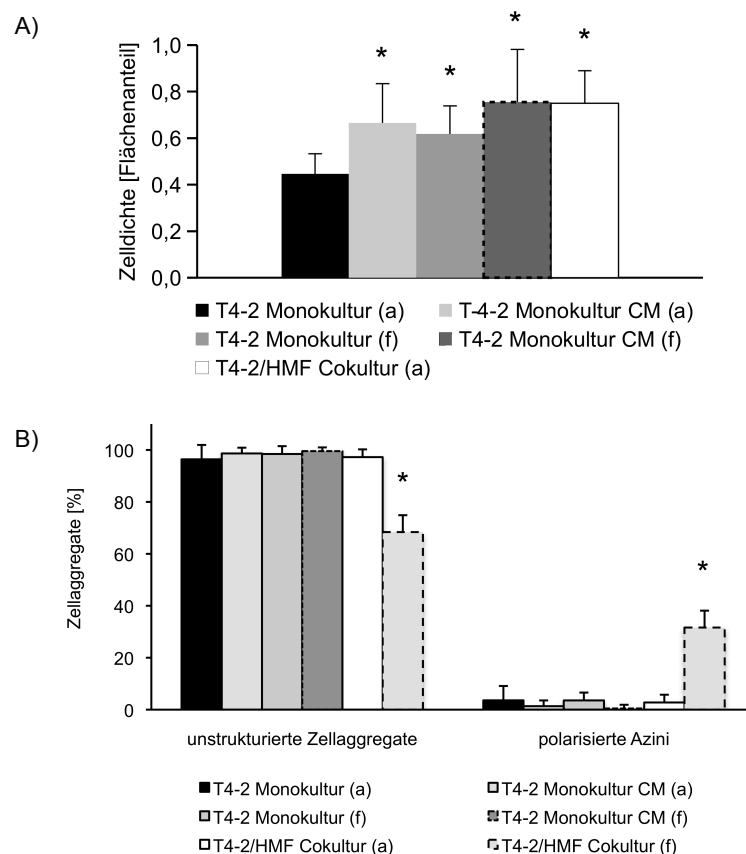 A)
Zelldichte [Flächenanteil]
1,0
0,8
0,6
0,4
0,2
0,0
* * * *
T4-2 Monokultur (a) T-4-2 Monokultur CM (a)
T4-2 Monokultur (f) T4-2 Monokultur CM (f)
T4-2/HMF Cokultur (a)
B)
Zellaggregate [%]
100
80
60
40
20
0
* *
unstrukturierte Zellaggregate polarisierte Azini
T4-2 Monokultur (a) T4-2 Monokultur CM (a)
T4-2 Monokultur (f) T4-2 Monokultur CM (f)
T4-2/HMF Cokultur (a) T4-2/HMF Cokultur (f)